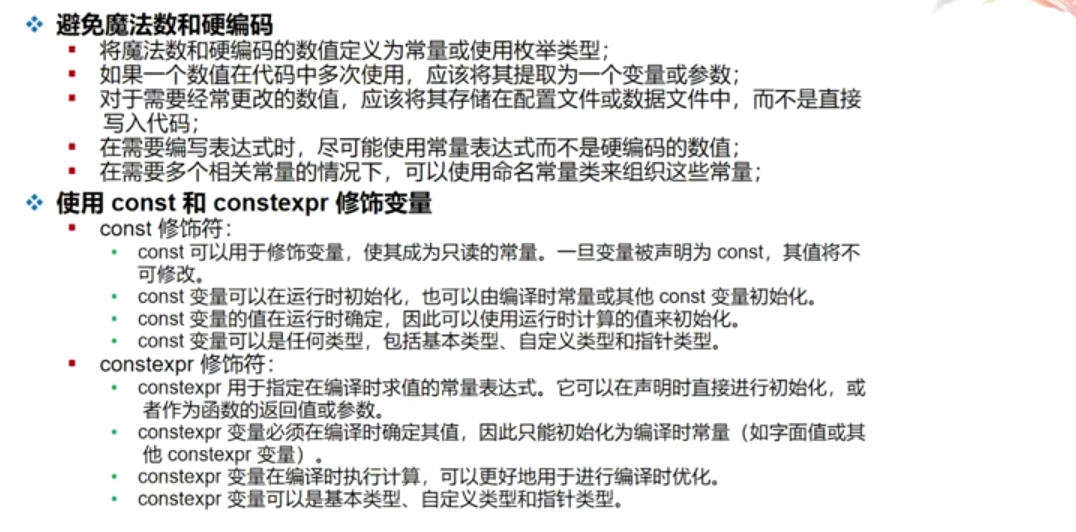 避免魔法数和硬编码
将魔法数和硬编码的数值定义为常量或使用枚举类型；
如果一个数值在代码中多次使用，应该将其提取为一个变量或参数；
对于需要经常更改的数值，应该将其存储在配置文件或数据文件中，而不是直接
写入代码；
在需要编写表达式时，尽可能使用常量表达式而不是硬编码的数值；
在需要多个相关常量的情况下，可以使用命名常量类来组织这些常量；
使用 const 和 constexpr 修饰变量
const 修饰符：
const 可以用于修饰变量，使其成为只读的常量。一旦变量被声明为 const，其值将不
可修改。
const 变量可以在运行时初始化，也可以由编译时常量或其他 const 变量初始化。
const 变量的值在运行时确定，因此可以使用运行时计算的值来初始化。
const 变量可以是任何类型，包括基本类型、自定义类型和指针类型。
constexpr 修饰符：
constexpr 用于指定在编译时求值的常量表达式。它可以在声明时直接进行初始化，或
者作为函数的返回值或参数。
constexpr 变量必须在编译时确定其值，因此只能初始化为编译时常量（如字面值或其
他 constexpr 变量）。
constexpr 变量在编译时执行计算，可以更好地用于进行编译时优化。
constexpr 变量可以是基本类型、自定义类型和指针类型。